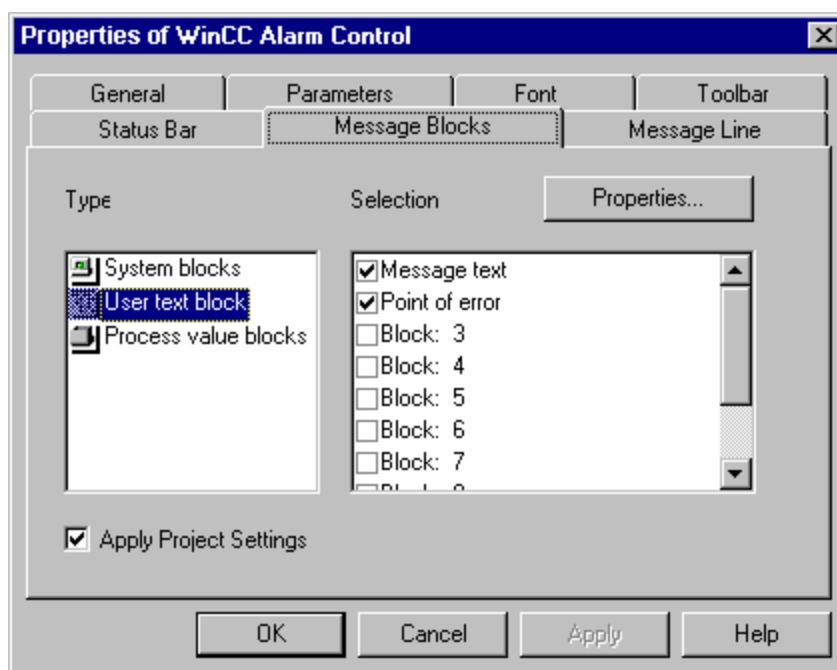 Properties of WinCC Alarm Control
General Parameters Font Toolbar
Status Bar Message Blocks Message Line
Type Selection Properties...
System blocks
User text block
Process value blocks
Message text
Point of error
Block: 3
Block: 4
Block: 5
Block: 6
Block: 7
Apply Project Settings
OK Cancel Apply Help